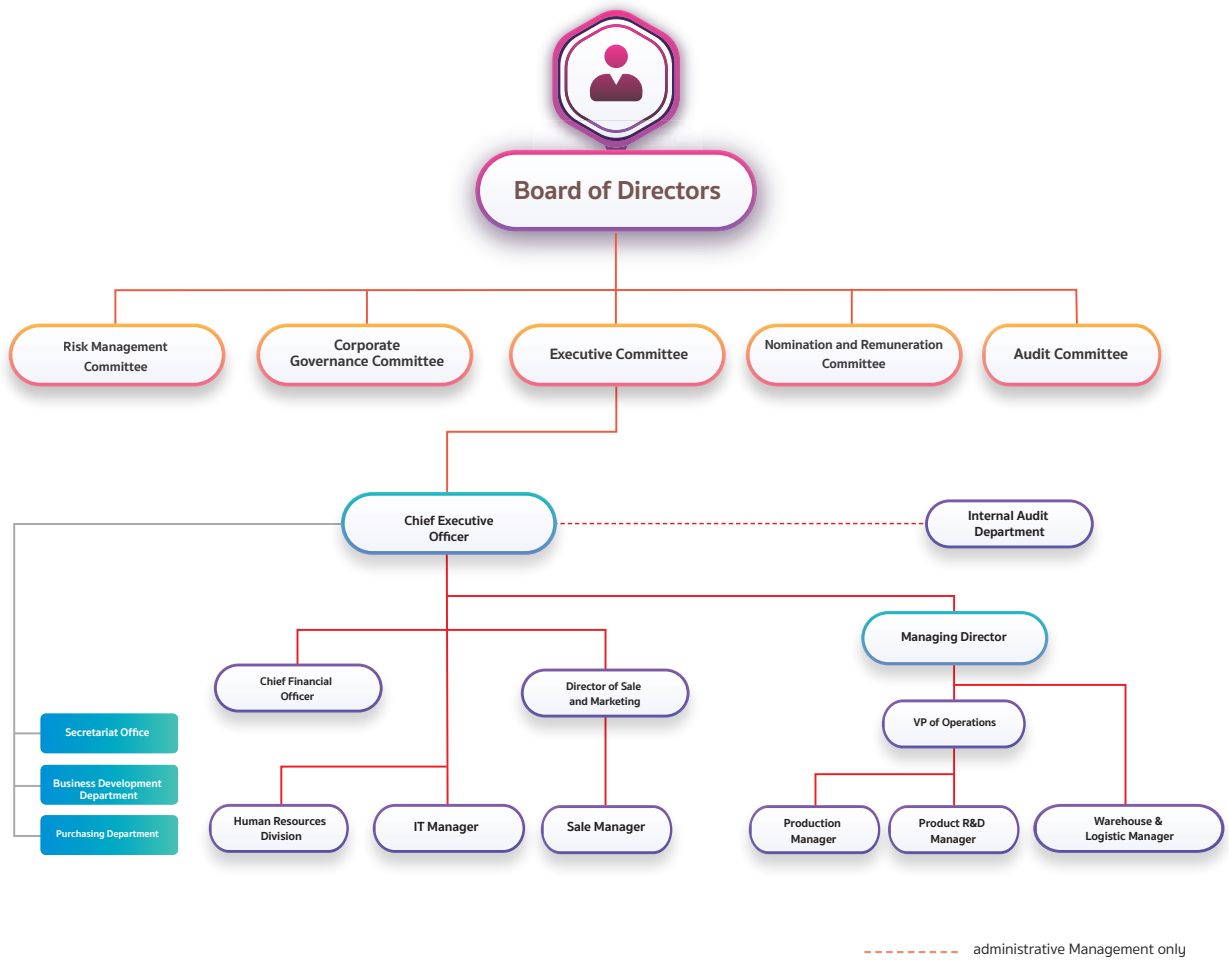 Board of Directors
Risk Management
Committee
Corporate
Governance Committee
Executive Committee
Nomination and Remuneration
Committee
Audit Committee
Chief Executive
Officer
Internal Audit
Department
Managing Director
Chief Financial
Officer
Director of Sale
and Marketing
VP of Operations
Secretariat Office
Business Development
Department
Purchasing Department
Human Resources
Division
IT Manager
Sale Manager
Production
Manager
Product R&D
Manager
Warehouse &
Logistic Manager
administrative Management only